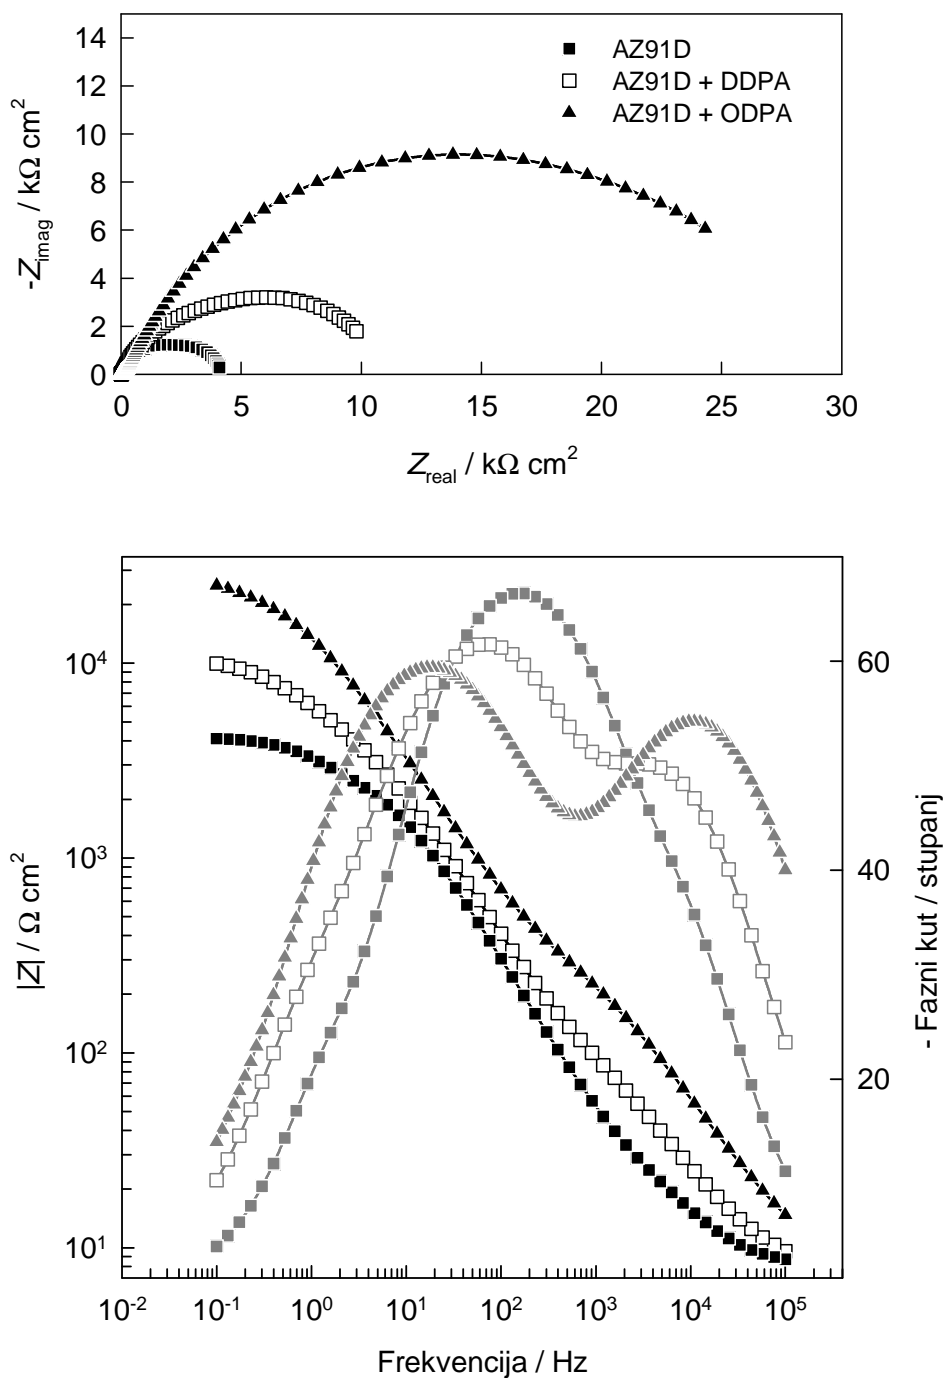 14
12
10
8
6
4
2
0
-Z_imag / kΩ cm²
AZ91D
AZ91D + DDPA
AZ91D + ODPA
0 5 10 15 20 25 30
Z_real / kΩ cm²
10⁴
10³
10²
10¹
|Z| / Ω cm²
60
40
20
- Fazni kut / stupanj
10⁻² 10⁻¹ 10⁰ 10¹ 10² 10³ 10⁴ 10⁵
Frekvencija / Hz